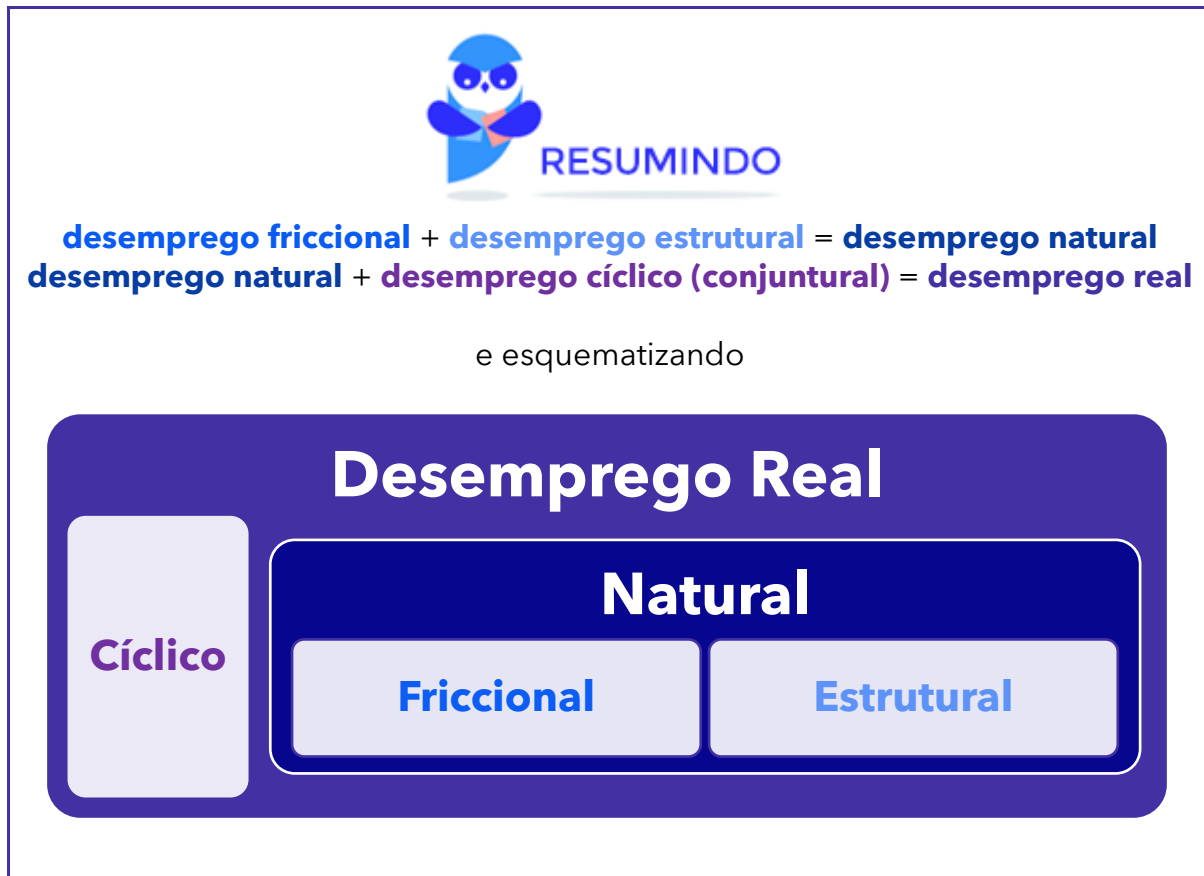 RESUMINDO
desemprego friccional + desemprego estrutural = desemprego natural
desemprego natural + desemprego cíclico (conjuntural) = desemprego real
e esquematizando
Desemprego Real
Natural
Cíclico
Friccional
Estrutural